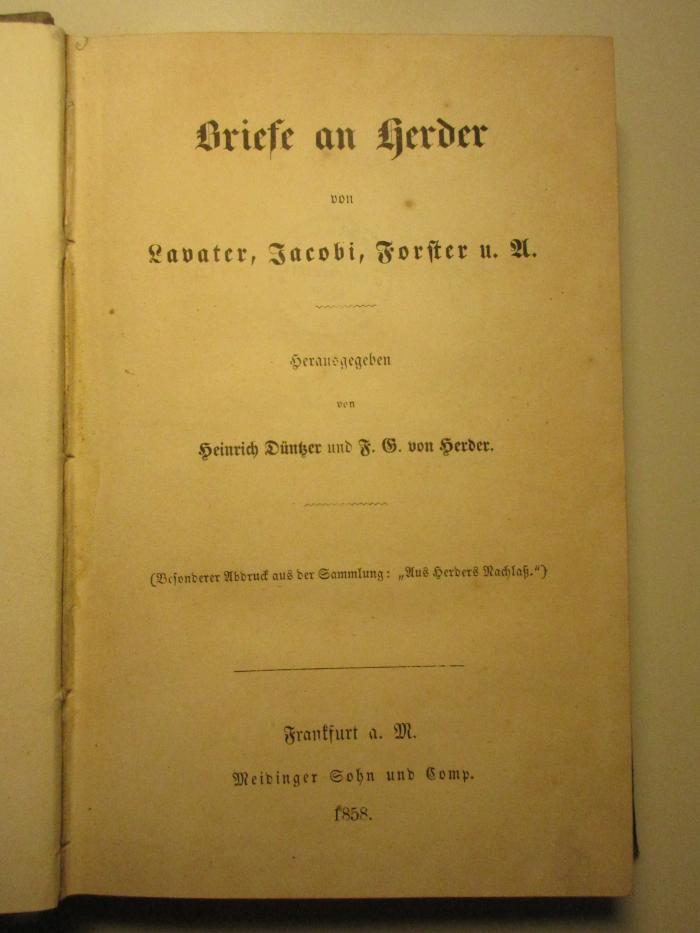 Briefe an Herder
von
Lavater, Jacobi, Forster u. A.
Herausgegeben
von
Heinrich Düntzer und F. G. von Herder.
(Besonderer Abdruck aus der Sammlung: „Aus Herders Nachlaß.“)
Frankfurt a. M.
Meidinger Sohn und Comp.
1858.